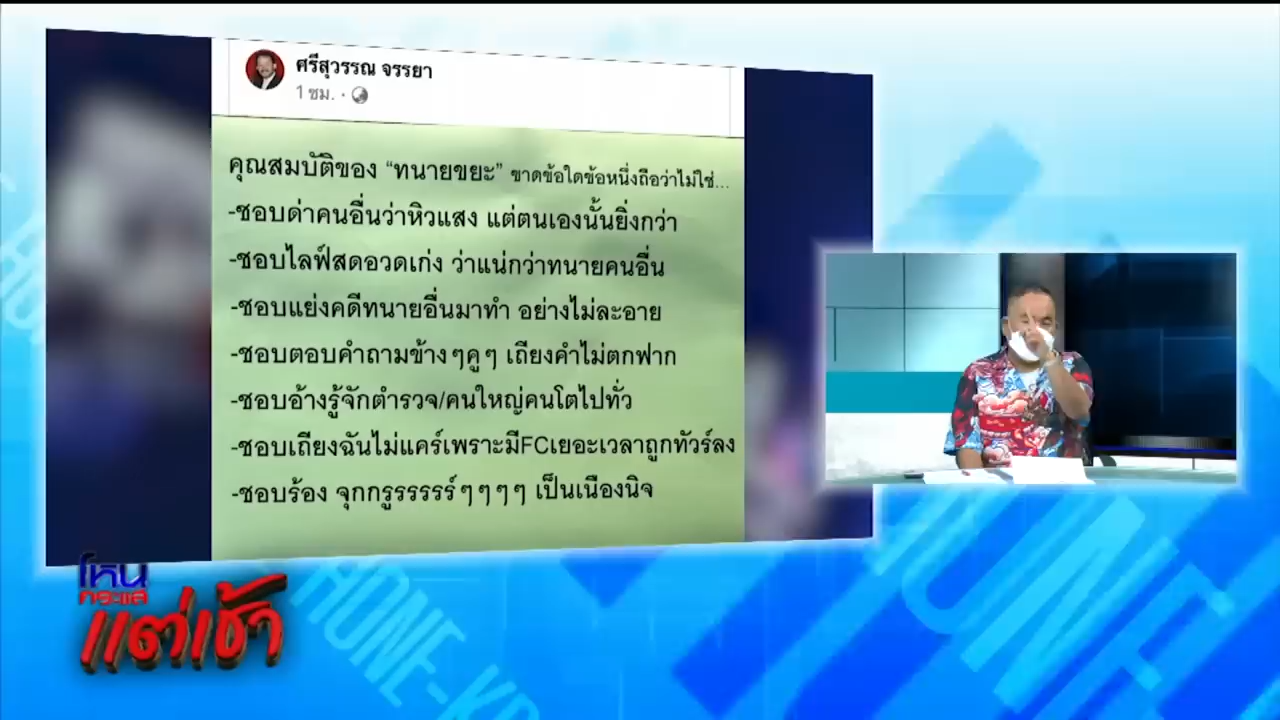 ศรีสุวรรณ จรรยา
1 ชม.
คุณสมบัติของ “ทนายขยะ” ขาดข้อใดข้อหนึ่งถือว่าไม่ใช่...
-ชอบด่าคนอื่นว่าหิวแสง แต่ตนเองนั้นยิ่งกว่า
-ชอบไลฟ์สดอวดเก่ง ว่าแน่กว่าทนายคนอื่น
-ชอบแย่งคดีทนายอื่นมาทำ อย่างไม่ละอาย
-ชอบตอบคำถามข้างๆคูๆ เถียงคำไม่ตกฟาก
-ชอบอ้างรู้จักตำรวจ/คนใหญ่คนโตไปทั่ว
-ชอบเถียงฉันไม่แคร์เพราะมีFCเยอะเวลาถูกทัวร์ลง
-ชอบร้อง จุกกรูรรรรร์ๆๆๆๆ เป็นเนืองนิจ
โหน
กระแส
แต่เช้า
HONE-KR
HONE